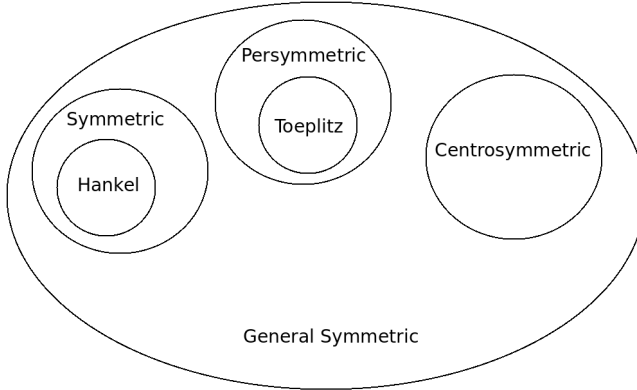 Persymmetric
Toeplitz
Symmetric
Hankel
Centrosymmetric
General Symmetric